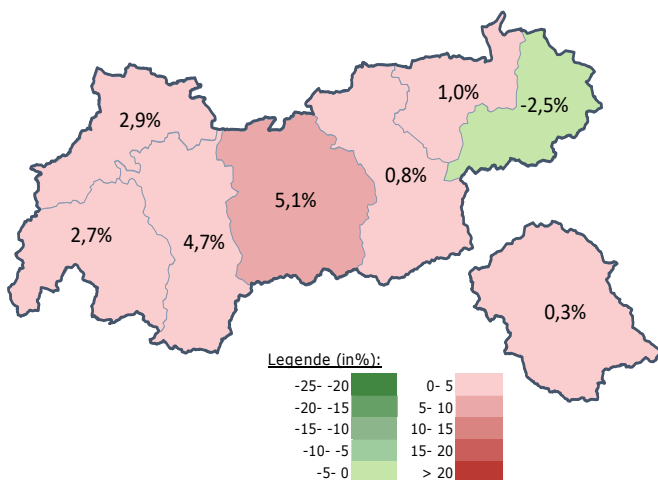 1,0%
-2,5%
2,9%
0,8%
5,1%
2,7%
4,7%
0,3%
Legende (in%):
-25- -20 0- 5
-20- -15 5- 10
-15- -10 10- 15
-10- -5 15- 20
-5- 0 > 20